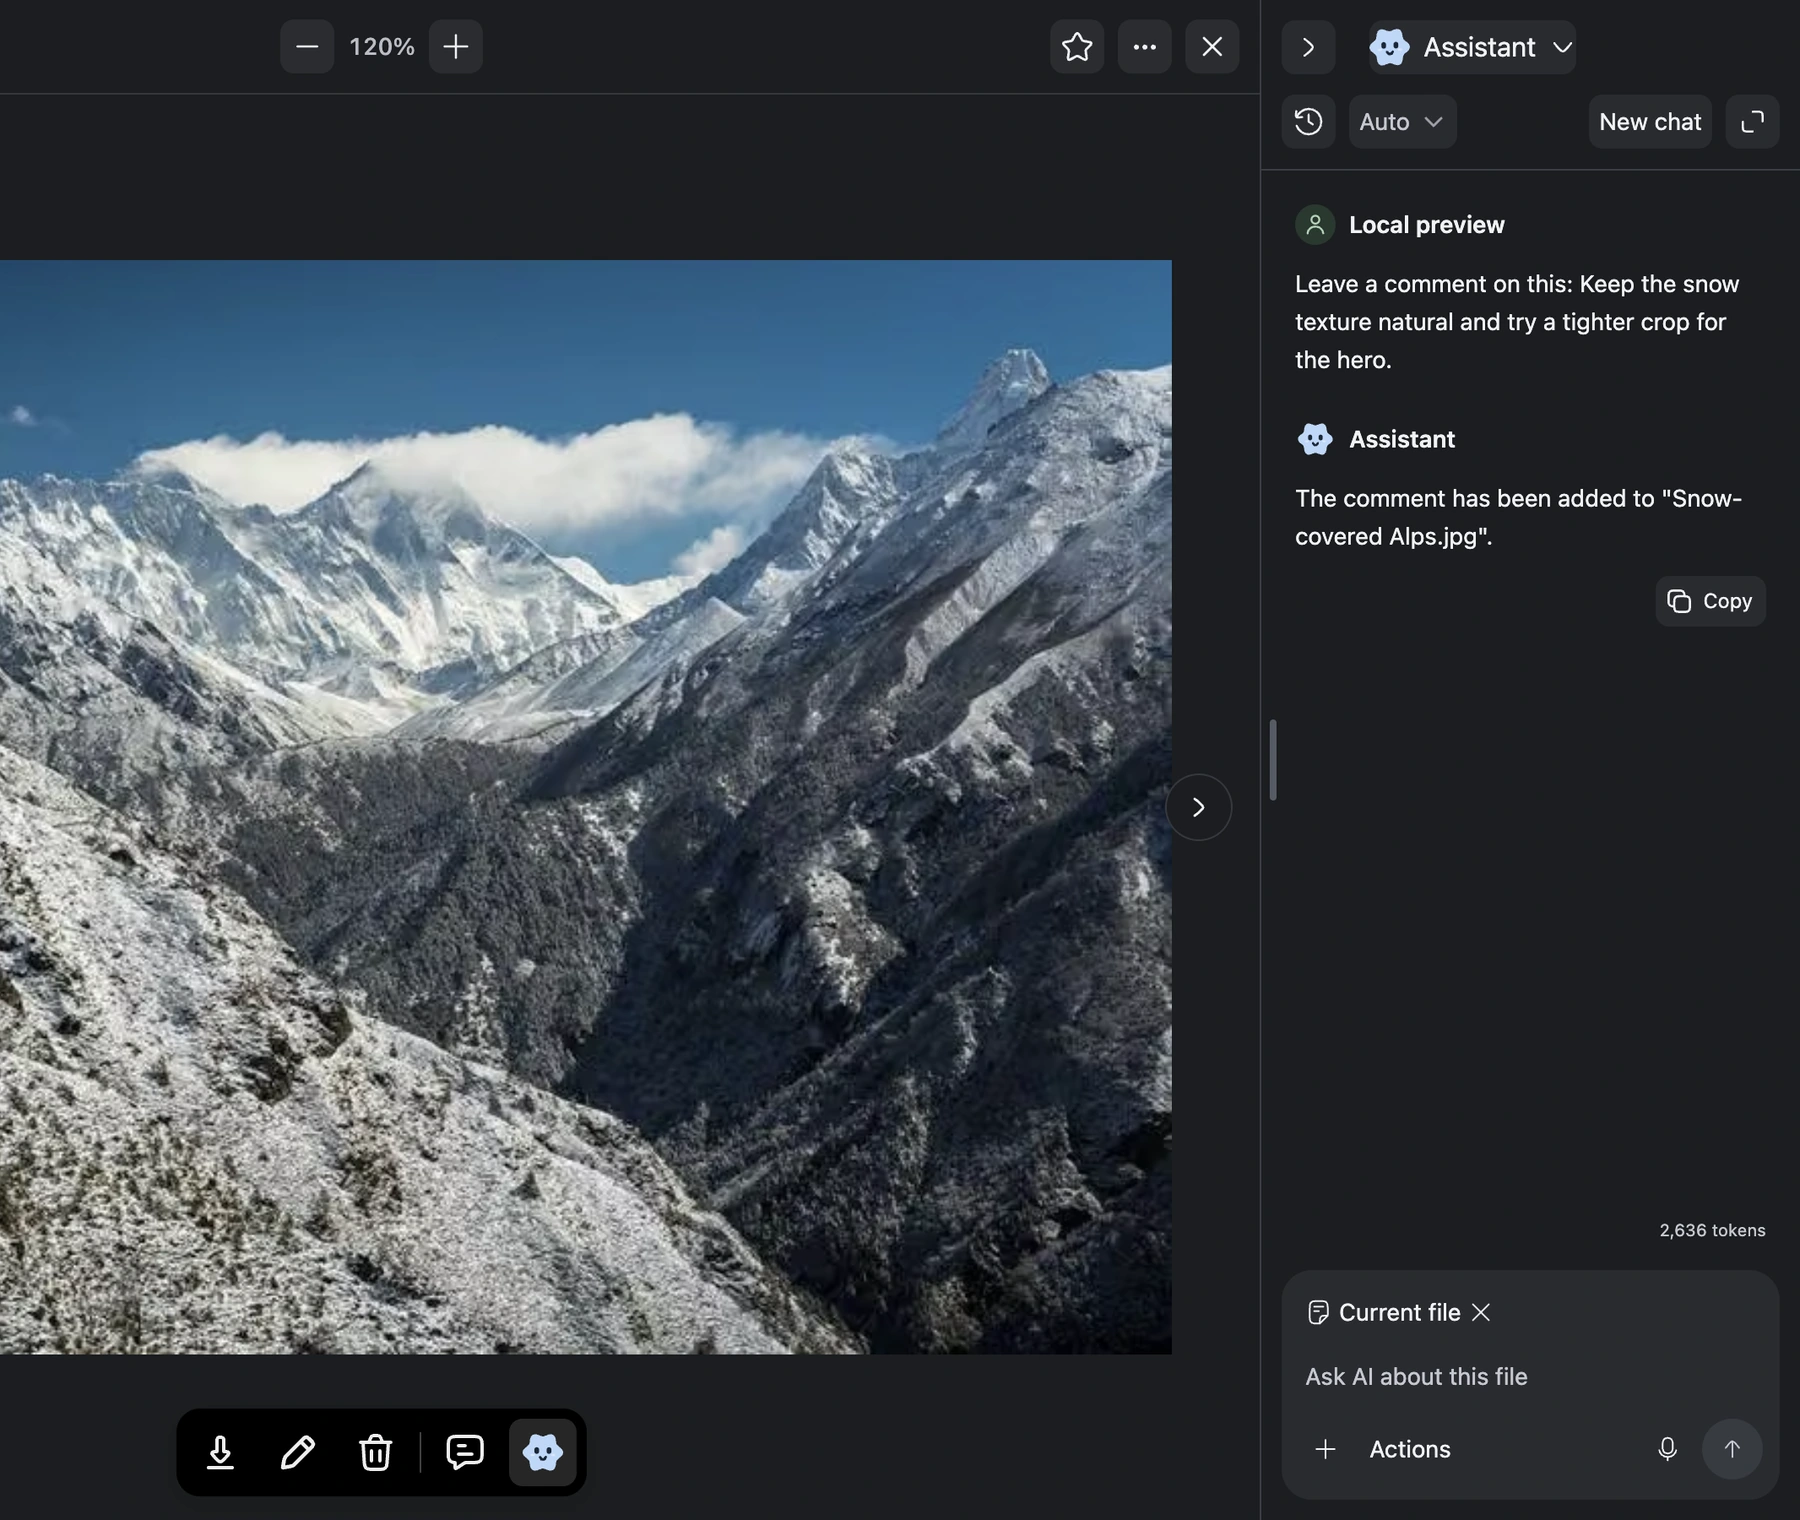 120%
Assistant
Auto
New chat
Local preview
Leave a comment on this: Keep the snow
texture natural and try a tighter crop for
the hero.
Assistant
The comment has been added to "Snow-
covered Alps.jpg".
Copy
2,636 tokens
Current file
Ask AI about this file
Actions